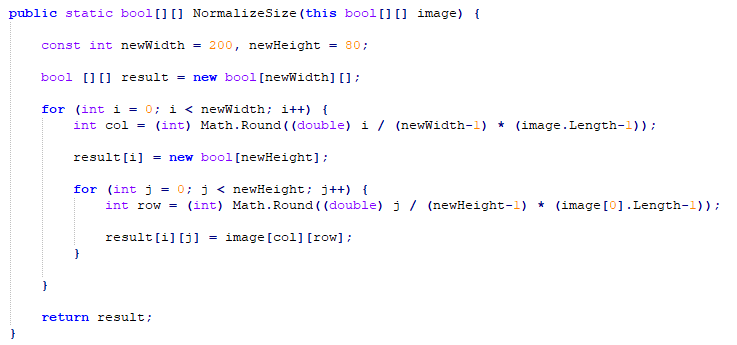 public static bool[][] NormalizeSize(this bool[][] image) {
const int newWidth = 200, newHeight = 80;
bool [][] result = new bool[newWidth][];
for (int i = 0; i < newWidth; i++) {
int col = (int) Math.Round((double) i / (newWidth-1) * (image.Length-1));
result[i] = new bool[newHeight];
for (int j = 0; j < newHeight; j++) {
int row = (int) Math.Round((double) j / (newHeight-1) * (image[0].Length-1));
result[i][j] = image[col][row];
}
}
return result;
}